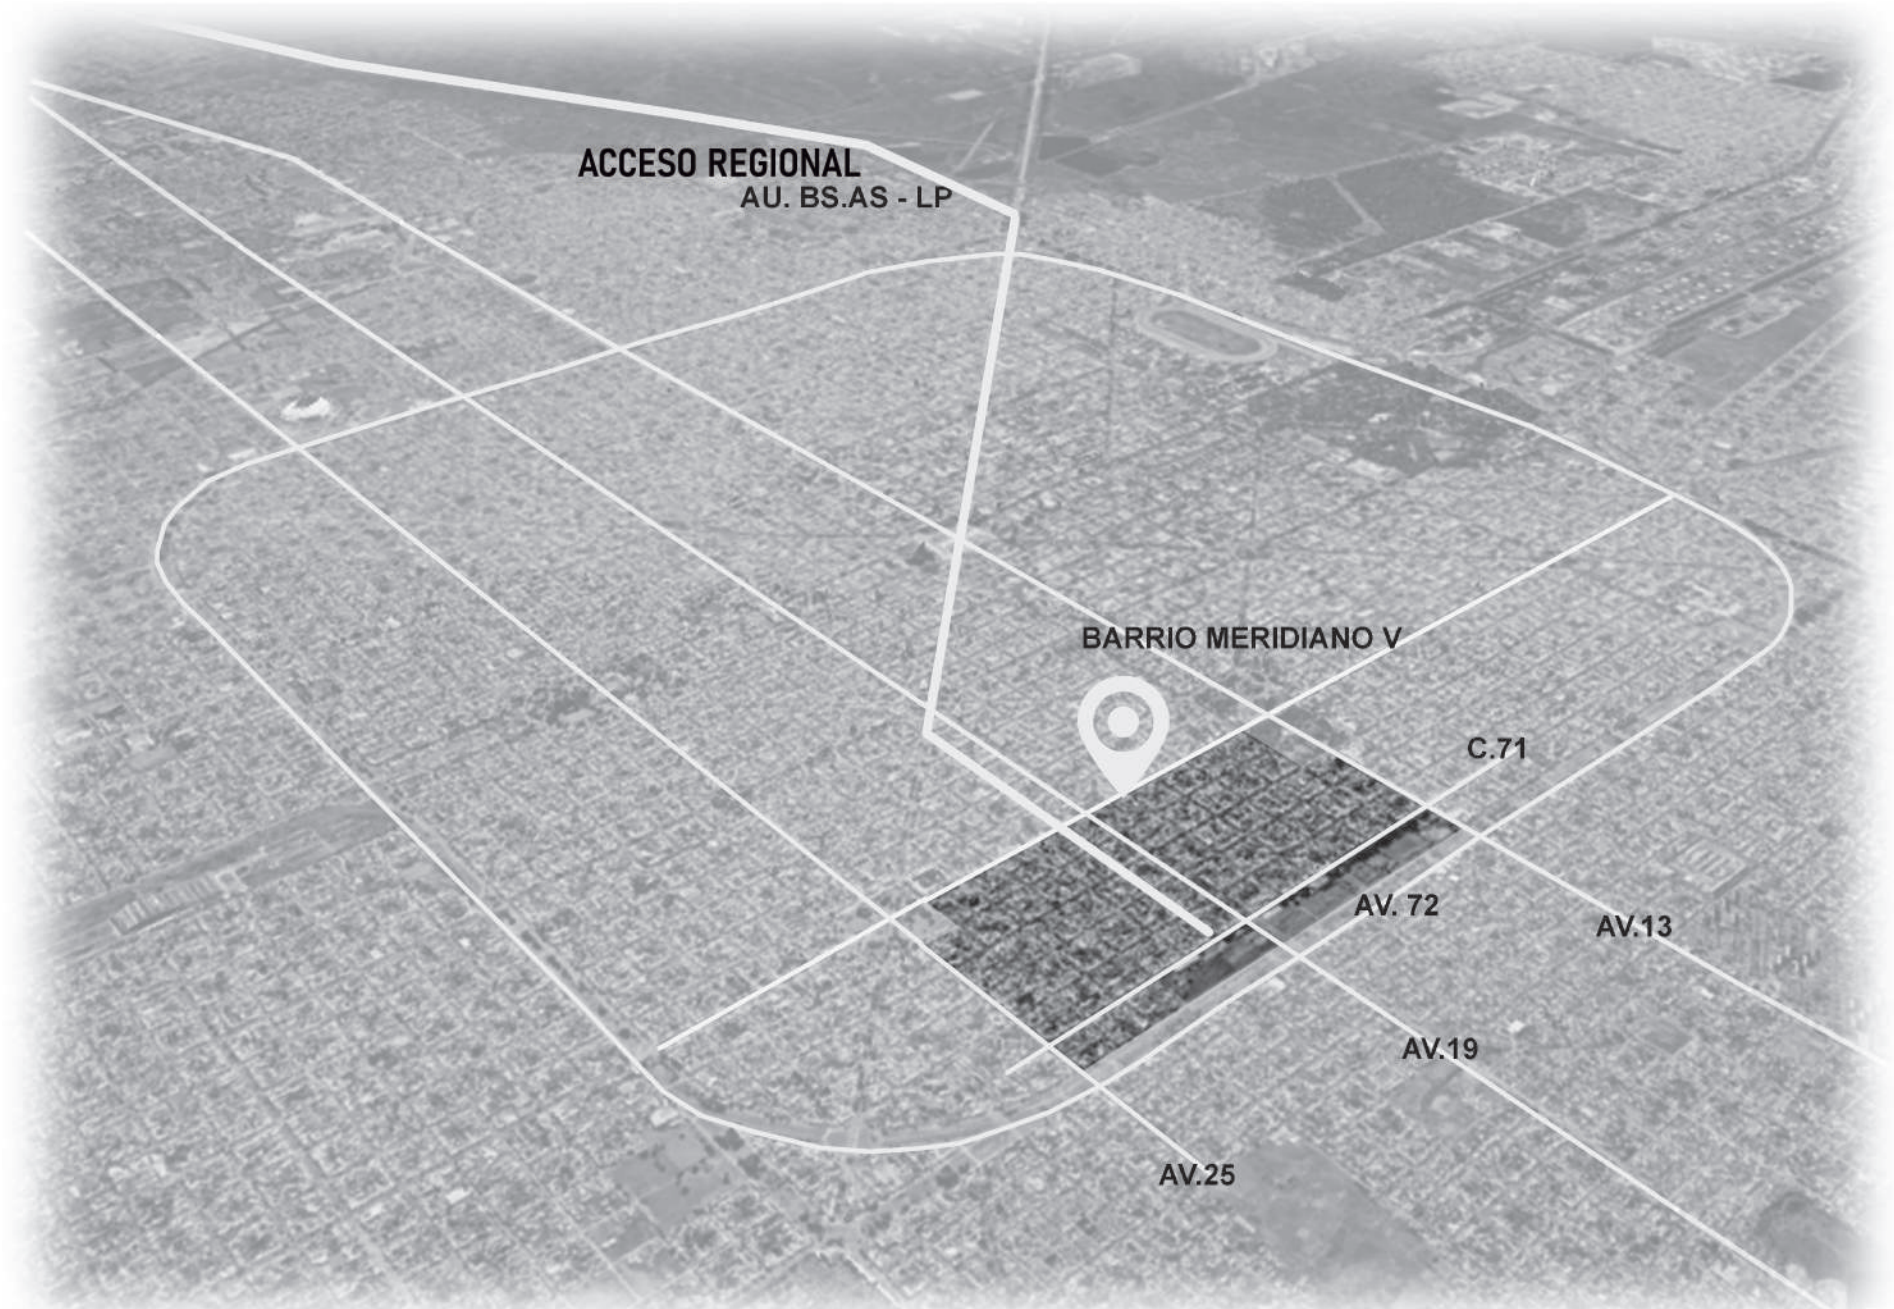 ACCESO REGIONAL
AU. BS.AS - LP
BARRIO MERIDIANO V
C.71
AV. 72
AV.13
AV.19
AV.25